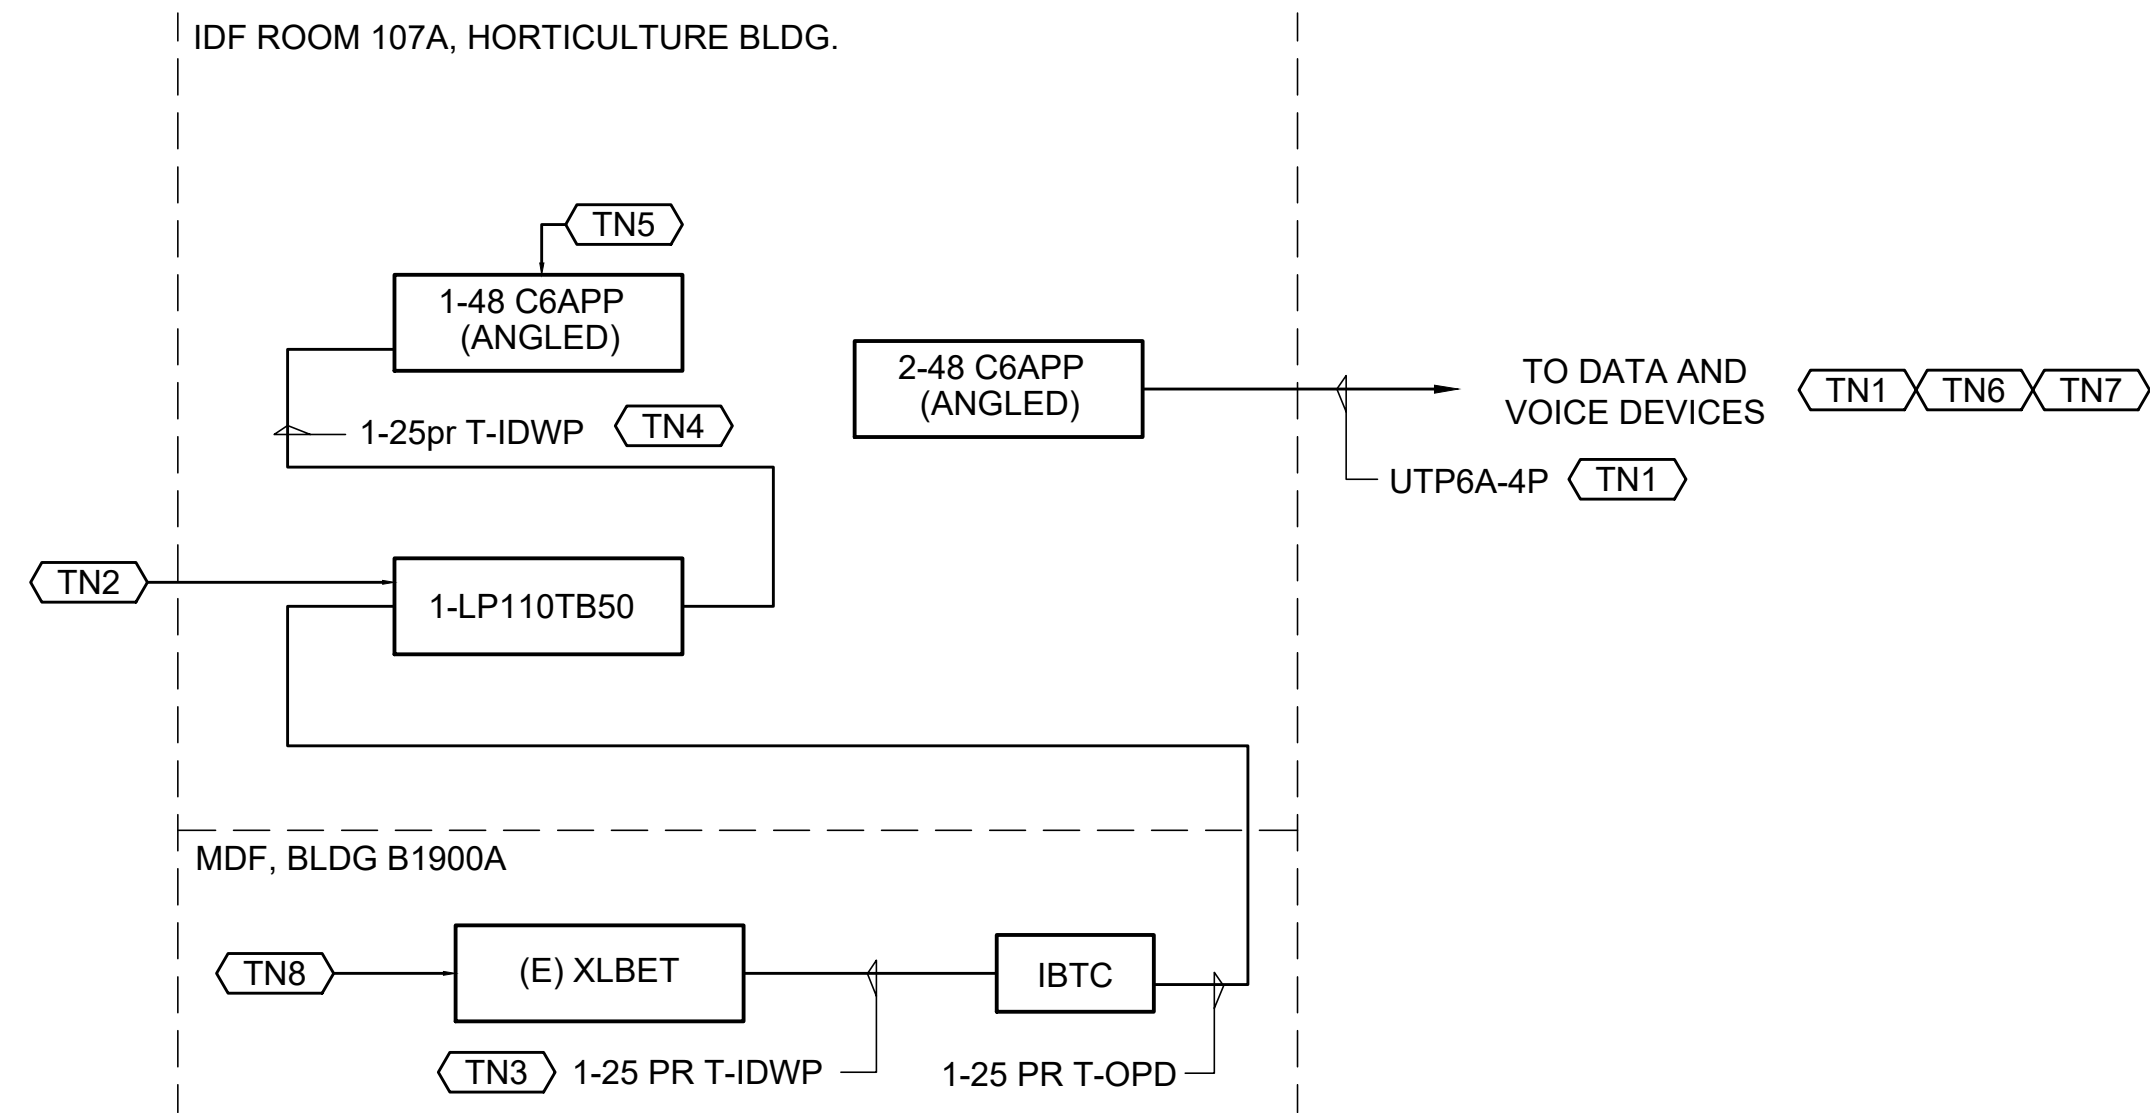 IDF ROOM 107A, HORTICULTURE BLDG.
TN5
1-48 C6APP
(ANGLED)
2-48 C6APP
(ANGLED)
TO DATA AND
VOICE DEVICES
TN1
TN6
TN7
1-25pr T-IDWP
TN4
UTP6A-4P
TN1
TN2
1-LP110TB50
MDF, BLDG B1900A
TN8
(E) XLBET
IBTC
TN3
1-25 PR T-IDWP
1-25 PR T-OPD